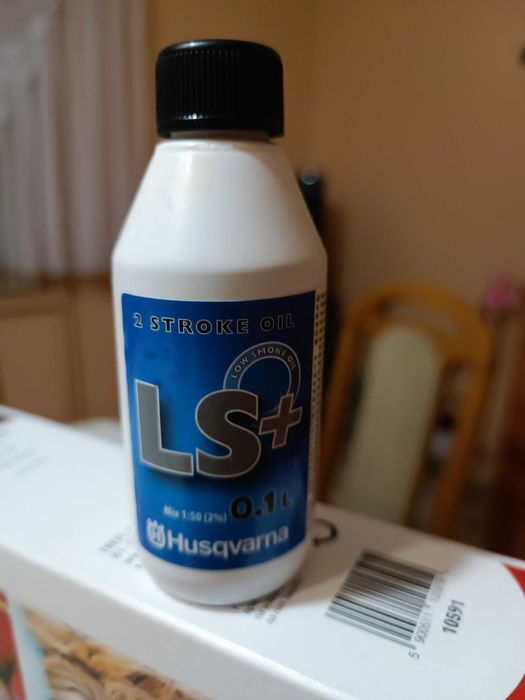 2 STROKE OIL
LOW SMOKE OIL
LS+
Mix 1:50 (2%) 0.1 L
Husqvarna
10591